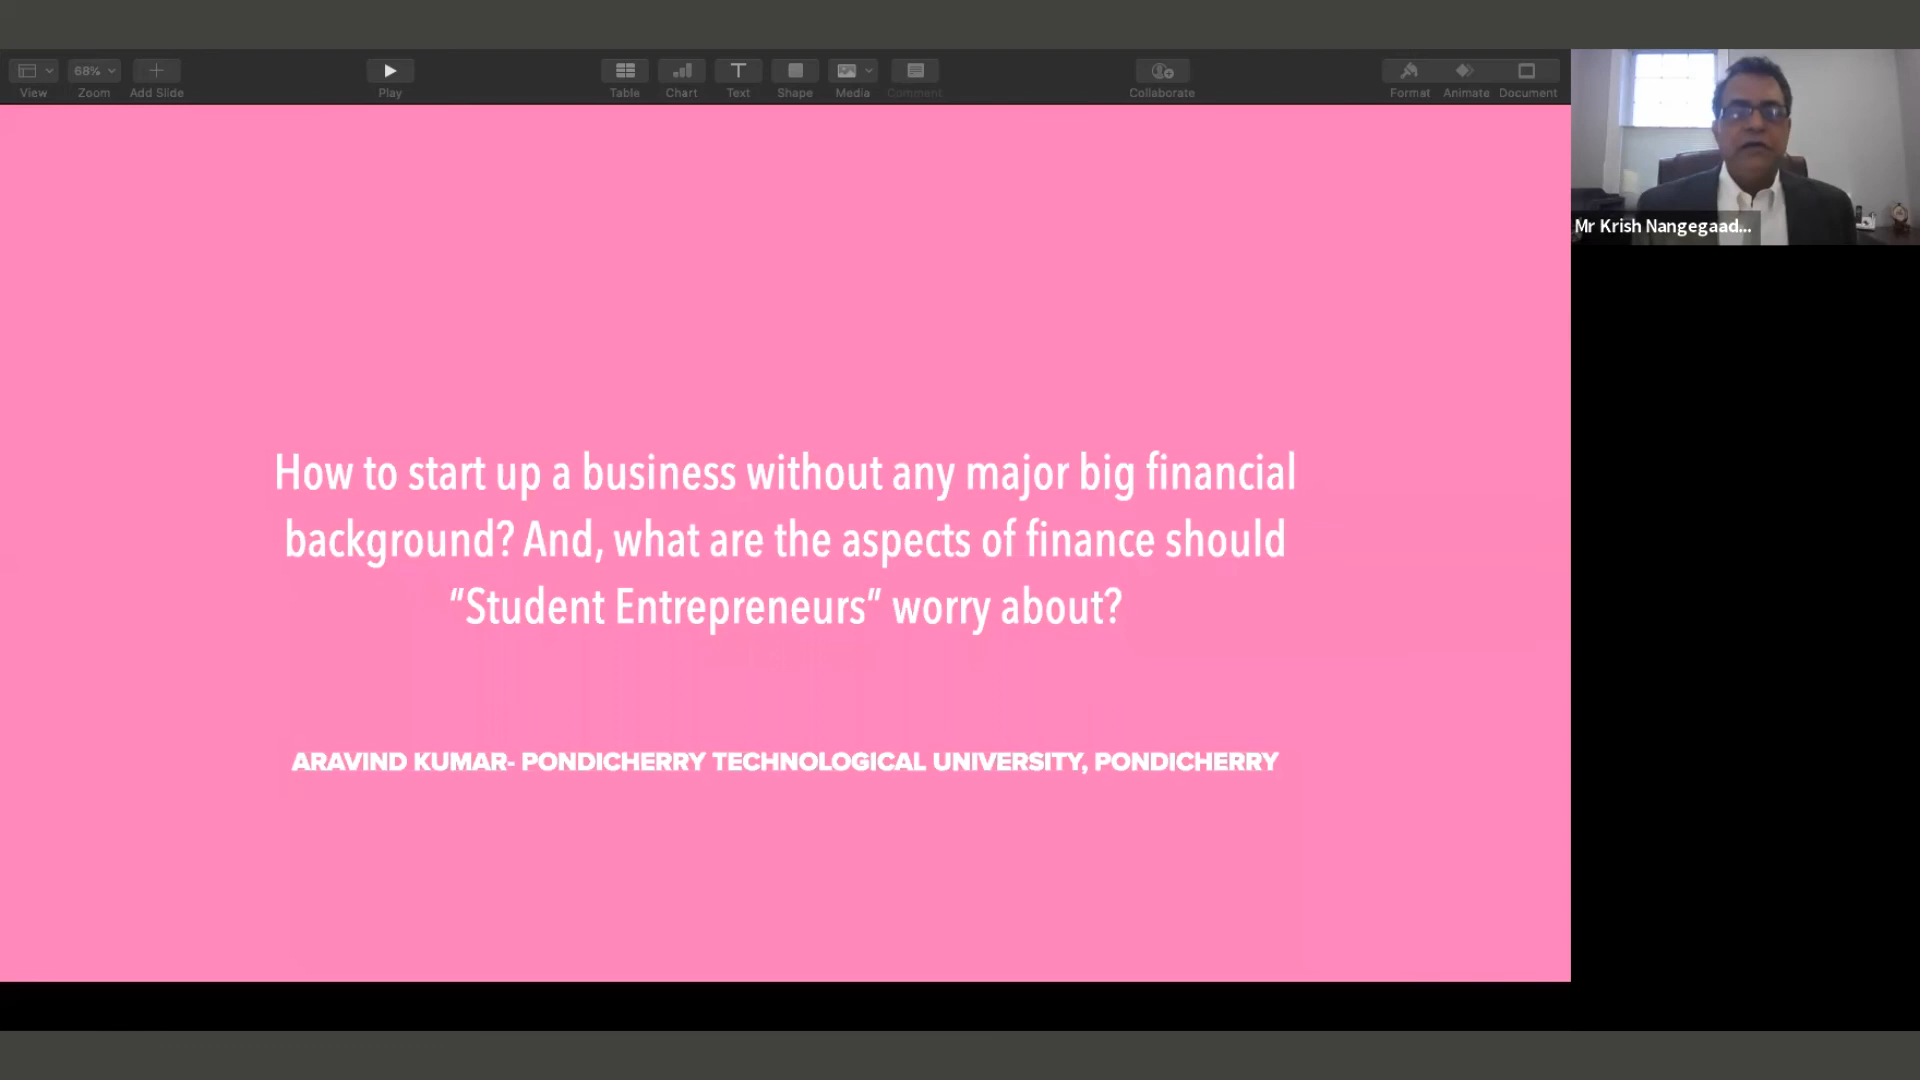 View
68%
Zoom
Add Slide
Play
Table
Chart
Text
Shape
Media
Comment
Collaborate
Format
Animate
Document
Mr Krish Nangegaad...
How to start up a business without any major big financial
background? And, what are the aspects of finance should
"Student Entrepreneurs" worry about?
ARAVIND KUMAR- PONDICHERRY TECHNOLOGICAL UNIVERSITY, PONDICHERRY